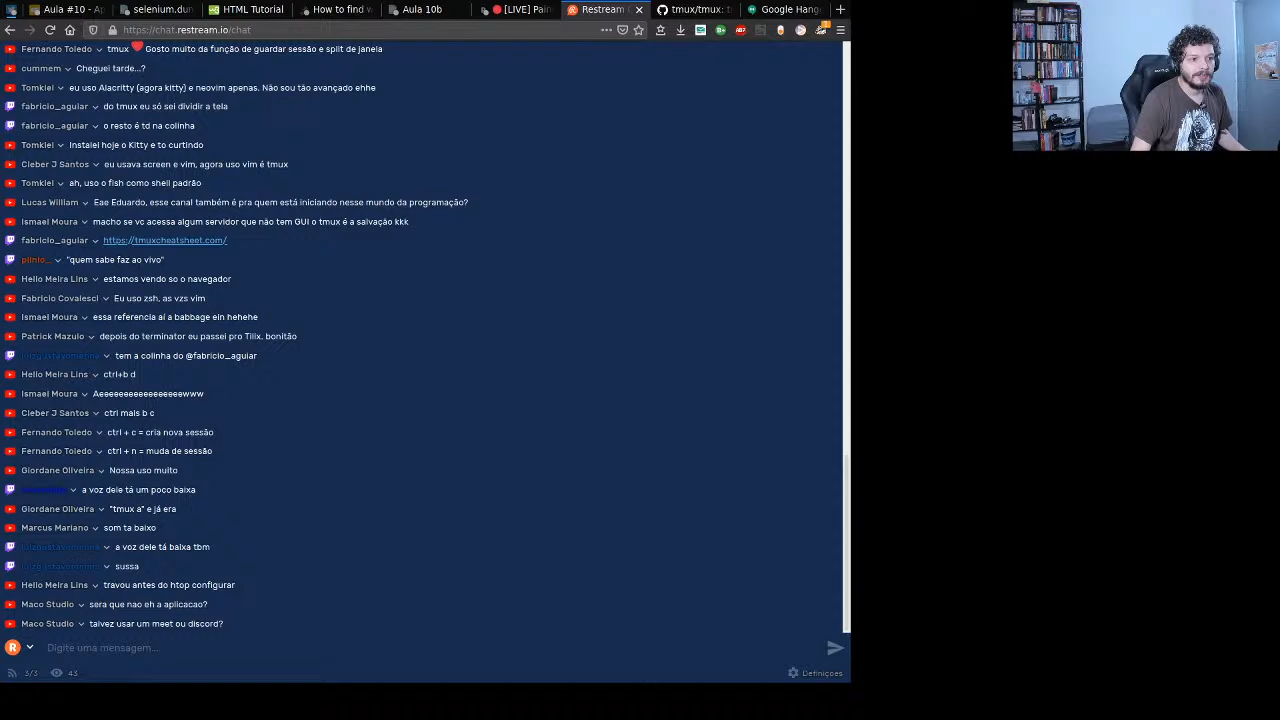 Aula #10 - Ap
selenium.dun
HTML Tutorial
How to find w
Aula 10b
[LIVE] Pain
Restream C
tmux/tmux: t
Google Hang
https://chat.restream.io/chat
Fernando Toledo tmux ❤ Gosto muito da função de guardar sessão e split de janela
cummem Cheguei tarde...?
Tomkiel eu uso Alacritty (agora kitty) e neovim apenas. Não sou tão avançado ehhe
fabricio_aguiar do tmux eu só sei dividir a tela
fabricio_aguiar o resto é td na colinha
Tomkiel Instalei hoje o Kitty e to curtindo
Cleber J Santos eu usava screen e vim, agora uso vim é tmux
Tomkiel ah, uso o fish como shell padrão
Lucas William Eae Eduardo, esse canal também é pra quem está iniciando nesse mundo da programação?
Ismael Moura macho se vc acessa algum servidor que não tem GUI o tmux é a salvação kkk
fabricio_aguiar https://tmuxcheatsheet.com/
plinio_ "quem sabe faz ao vivo"
Helio Meira Lins estamos vendo so o navegador
Fabricio Covalesci Eu uso zsh, as vzs vim
Ismael Moura essa referencia aí a babbage ein hehehe
Patrick Mazulo depois do terminator eu passei pro Tilix. bonitão
tem a colinha do @fabricio_aguiar
Helio Meira Lins ctrl+b d
Ismael Moura Aeeeeeeeeeeeeeeeewww
Cleber J Santos ctrl mais b c
Fernando Toledo ctrl + c = cria nova sessão
Fernando Toledo ctrl + n = muda de sessão
Giordane Oliveira Nossa uso muito
a voz dele tá um poco baixa
Giordane Oliveira "tmux a" e já era
Marcus Mariano som ta baixo
a voz dele tá baixa tbm
sussa
Helio Meira Lins travou antes do htop configurar
Maco Studio sera que nao eh a aplicacao?
Maco Studio talvez usar um meet ou discord?
R Digite uma mensagem...
3/3 43 Definições